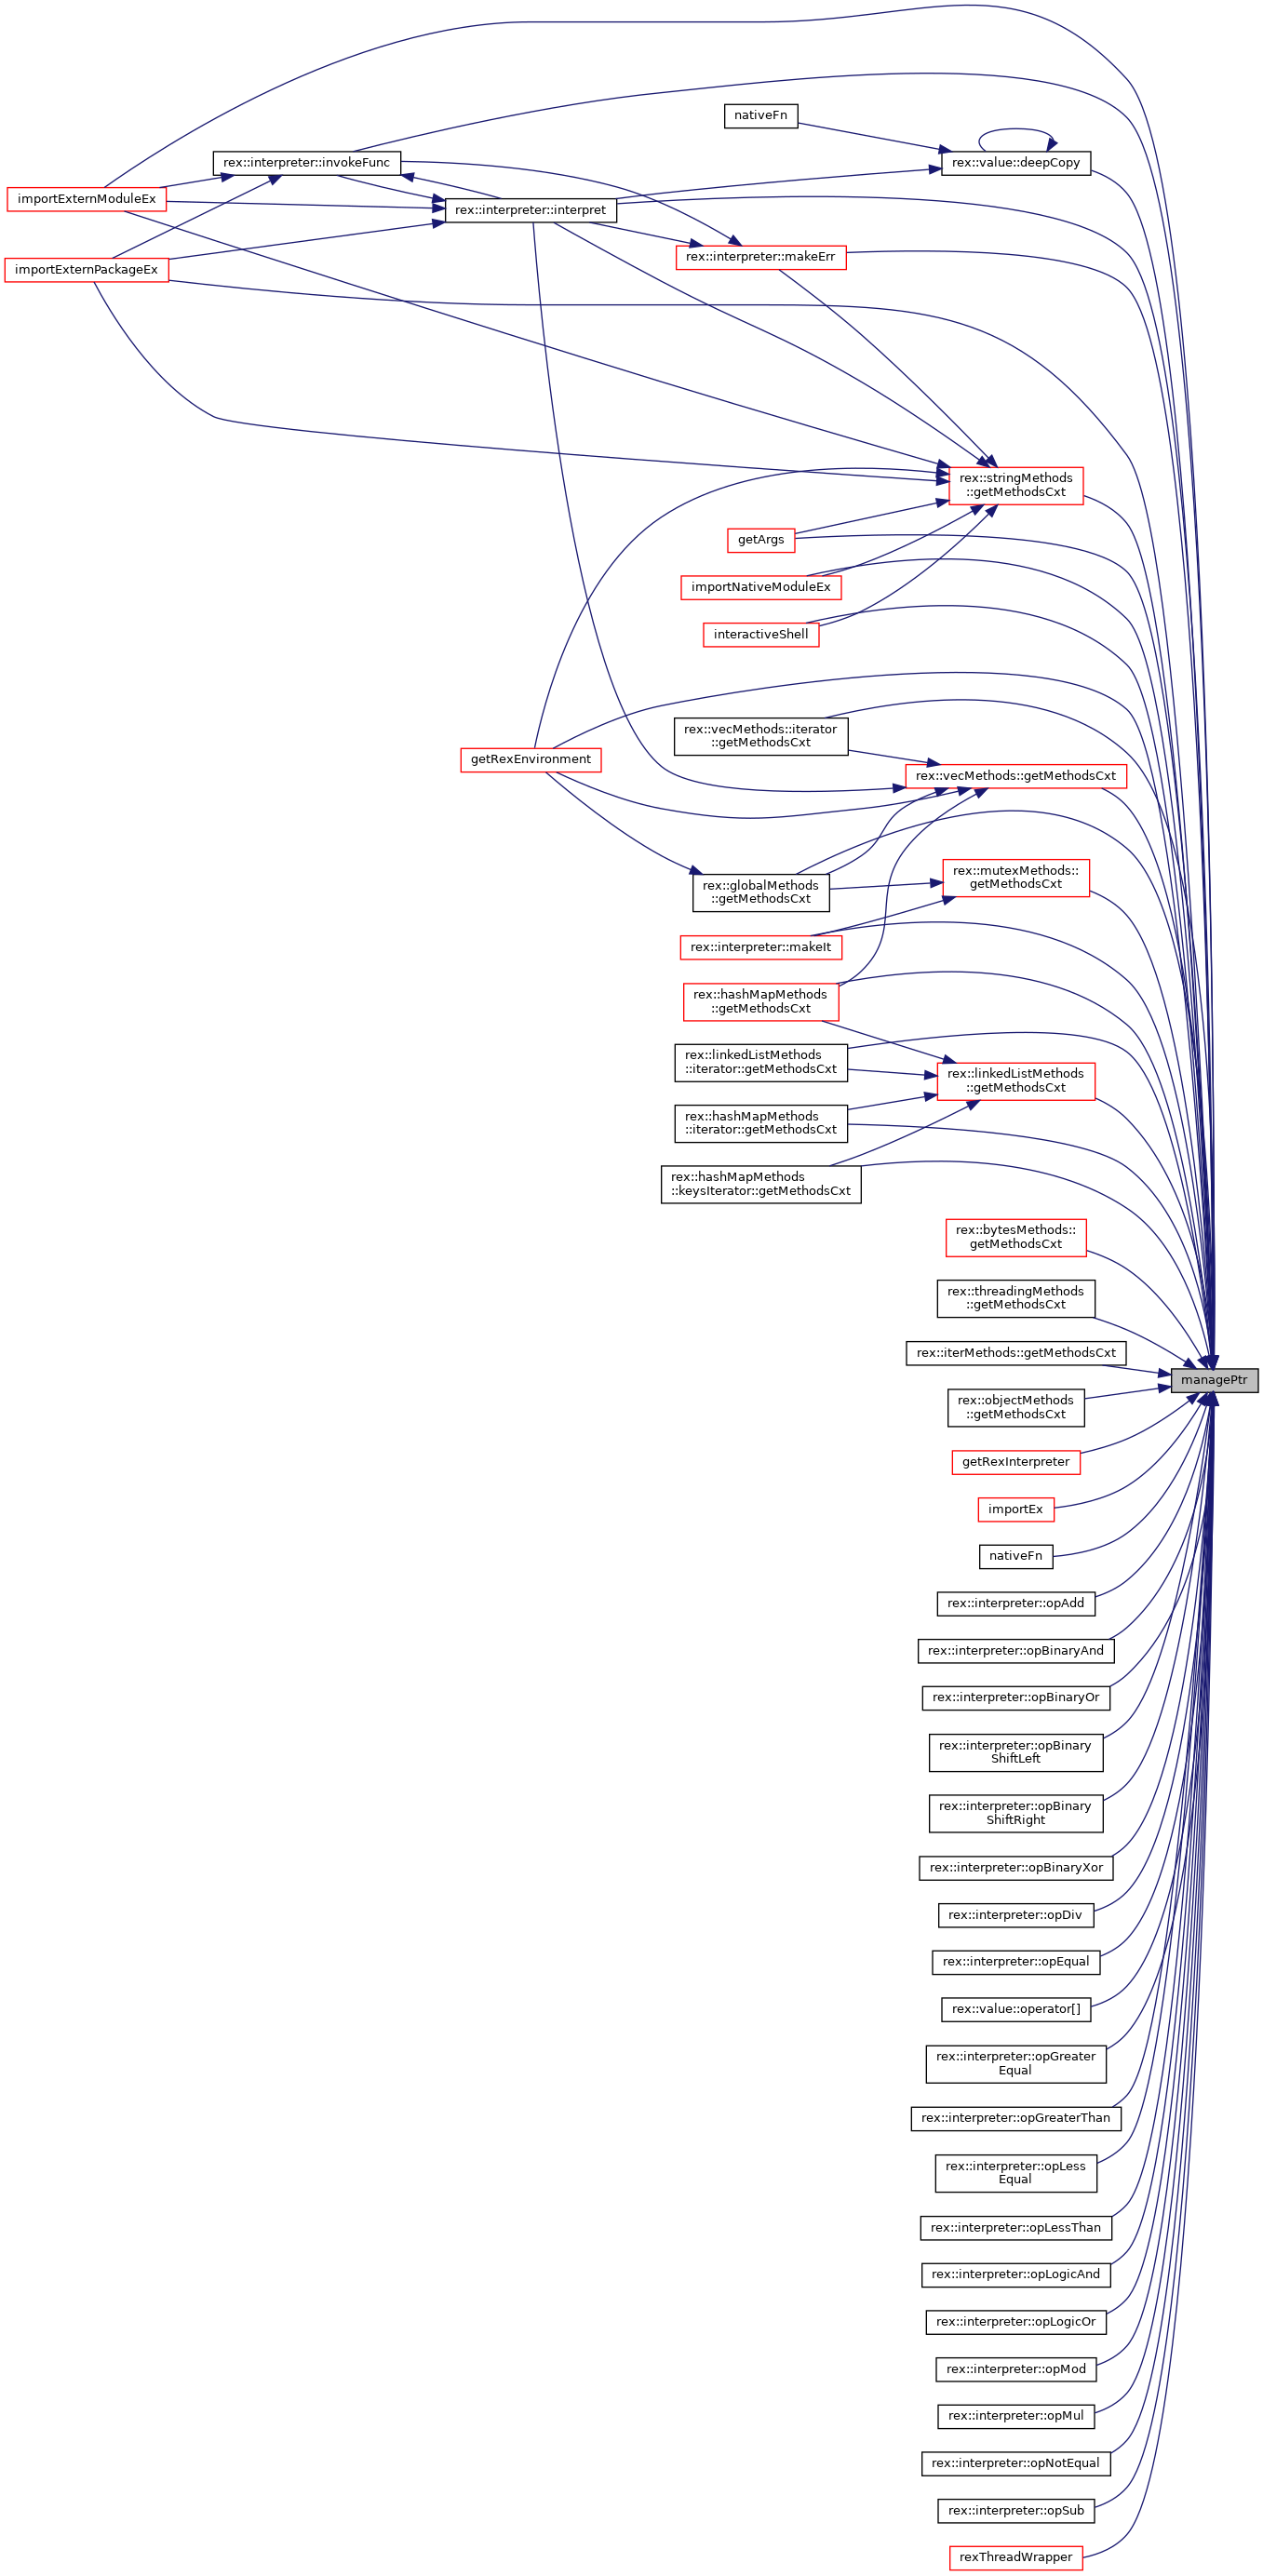 nativeFn
rex::interpreter::invokeFunc
rex::value::deepCopy
importExternModuleEx
rex::interpreter::interpret
rex::interpreter::makeErr
importExternPackageEx
rex::stringMethods
::getMethodsCxt
getArgs
importNativeModuleEx
interactiveShell
rex::vecMethods::iterator
::getMethodsCxt
getRexEnvironment
rex::vecMethods::getMethodsCxt
rex::globalMethods
::getMethodsCxt
rex::mutexMethods::
getMethodsCxt
rex::interpreter::makeIt
rex::hashMapMethods
::getMethodsCxt
rex::linkedListMethods
::iterator::getMethodsCxt
rex::linkedListMethods
::getMethodsCxt
rex::hashMapMethods
::iterator::getMethodsCxt
rex::hashMapMethods
::keysIterator::getMethodsCxt
rex::bytesMethods::
getMethodsCxt
rex::threadingMethods
::getMethodsCxt
rex::iterMethods::getMethodsCxt
managePtr
rex::objectMethods
::getMethodsCxt
getRexInterpreter
importEx
nativeFn
rex::interpreter::opAdd
rex::interpreter::opBinaryAnd
rex::interpreter::opBinaryOr
rex::interpreter::opBinary
ShiftLeft
rex::interpreter::opBinary
ShiftRight
rex::interpreter::opBinaryXor
rex::interpreter::opDiv
rex::interpreter::opEqual
rex::value::operator[]
rex::interpreter::opGreater
Equal
rex::interpreter::opGreaterThan
rex::interpreter::opLess
Equal
rex::interpreter::opLessThan
rex::interpreter::opLogicAnd
rex::interpreter::opLogicOr
rex::interpreter::opMod
rex::interpreter::opMul
rex::interpreter::opNotEqual
rex::interpreter::opSub
rexThreadWrapper